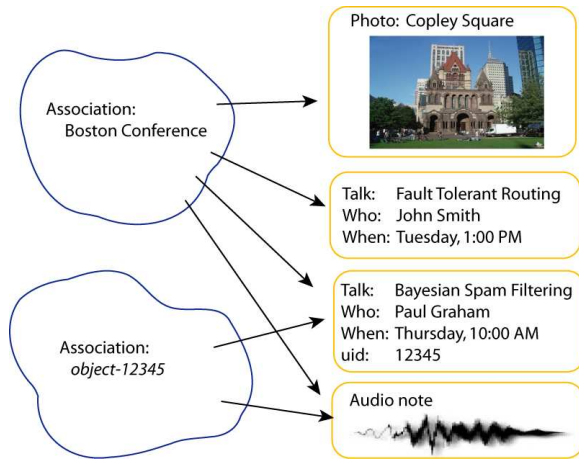 Photo: Copley Square
Association:
Boston Conference
Talk: Fault Tolerant Routing
Who: John Smith
When: Tuesday, 1:00 PM
Talk: Bayesian Spam Filtering
Who: Paul Graham
When: Thursday, 10:00 AM
uid: 12345
Association:
object-12345
Audio note